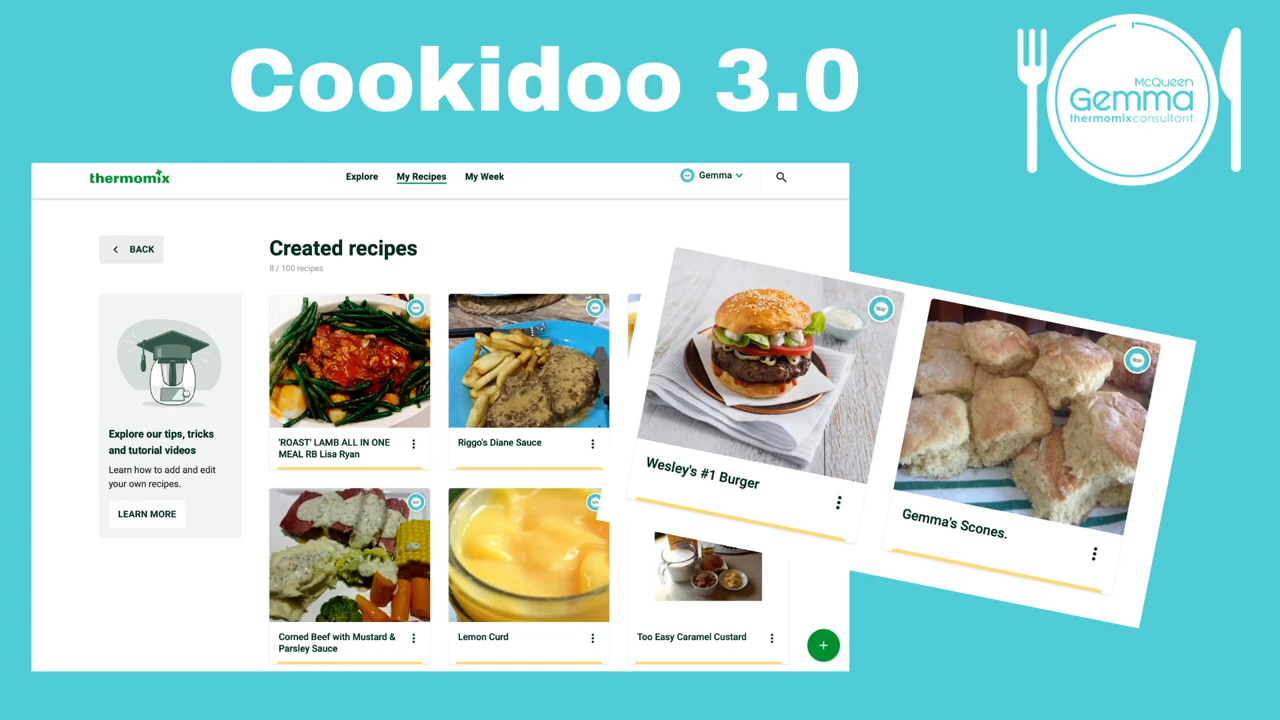 Cookidoo 3.0
McQueen
Gemma
thermomixconsultant
thermomix
Explore
My Recipes
My Week
Gemma
BACK
Created recipes
8 / 100 recipes
Explore our tips, tricks
and tutorial videos
Learn how to add and edit
your own recipes.
LEARN MORE
'ROAST' LAMB ALL IN ONE
MEAL RB Lisa Ryan
Riggo's Diane Sauce
Wesley's #1 Burger
Gemma's Scones.
Corned Beef with Mustard &
Parsley Sauce
Lemon Curd
Too Easy Caramel Custard